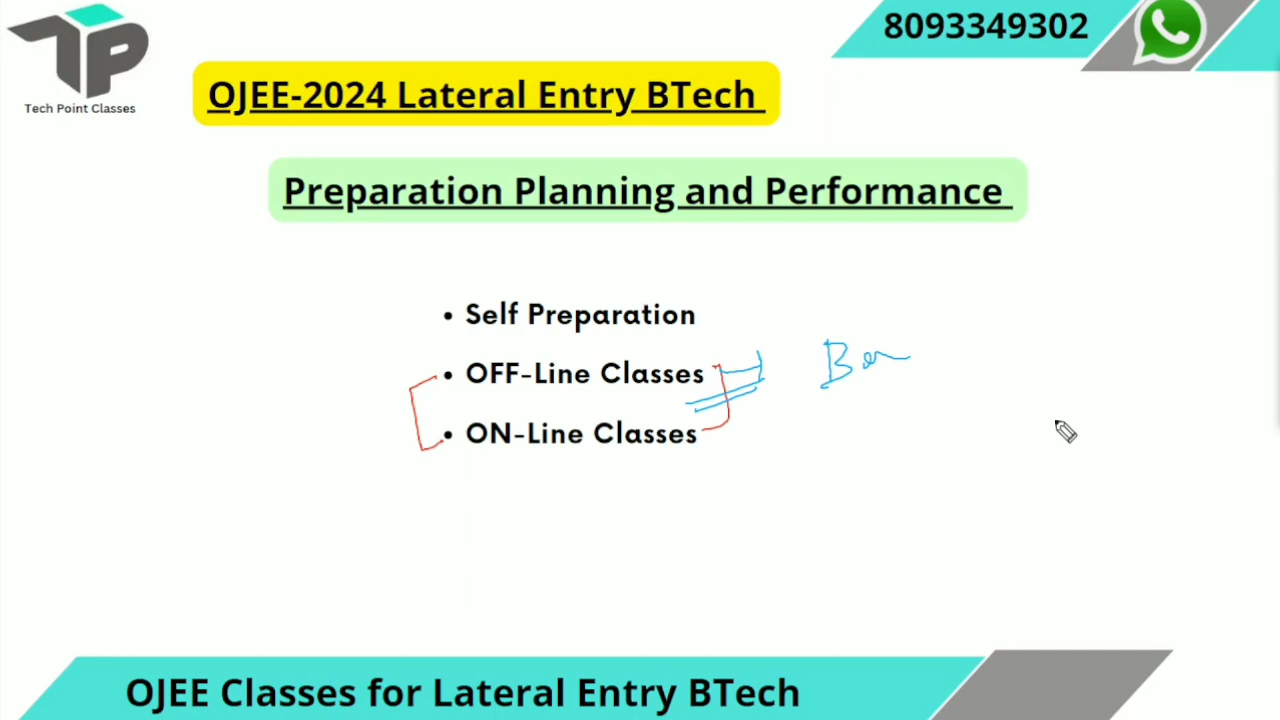 8093349302
Tech Point Classes
OJEE-2024 Lateral Entry BTech
Preparation Planning and Performance
• Self Preparation
• OFF-Line Classes
• ON-Line Classes
OJEE Classes for Lateral Entry BTech